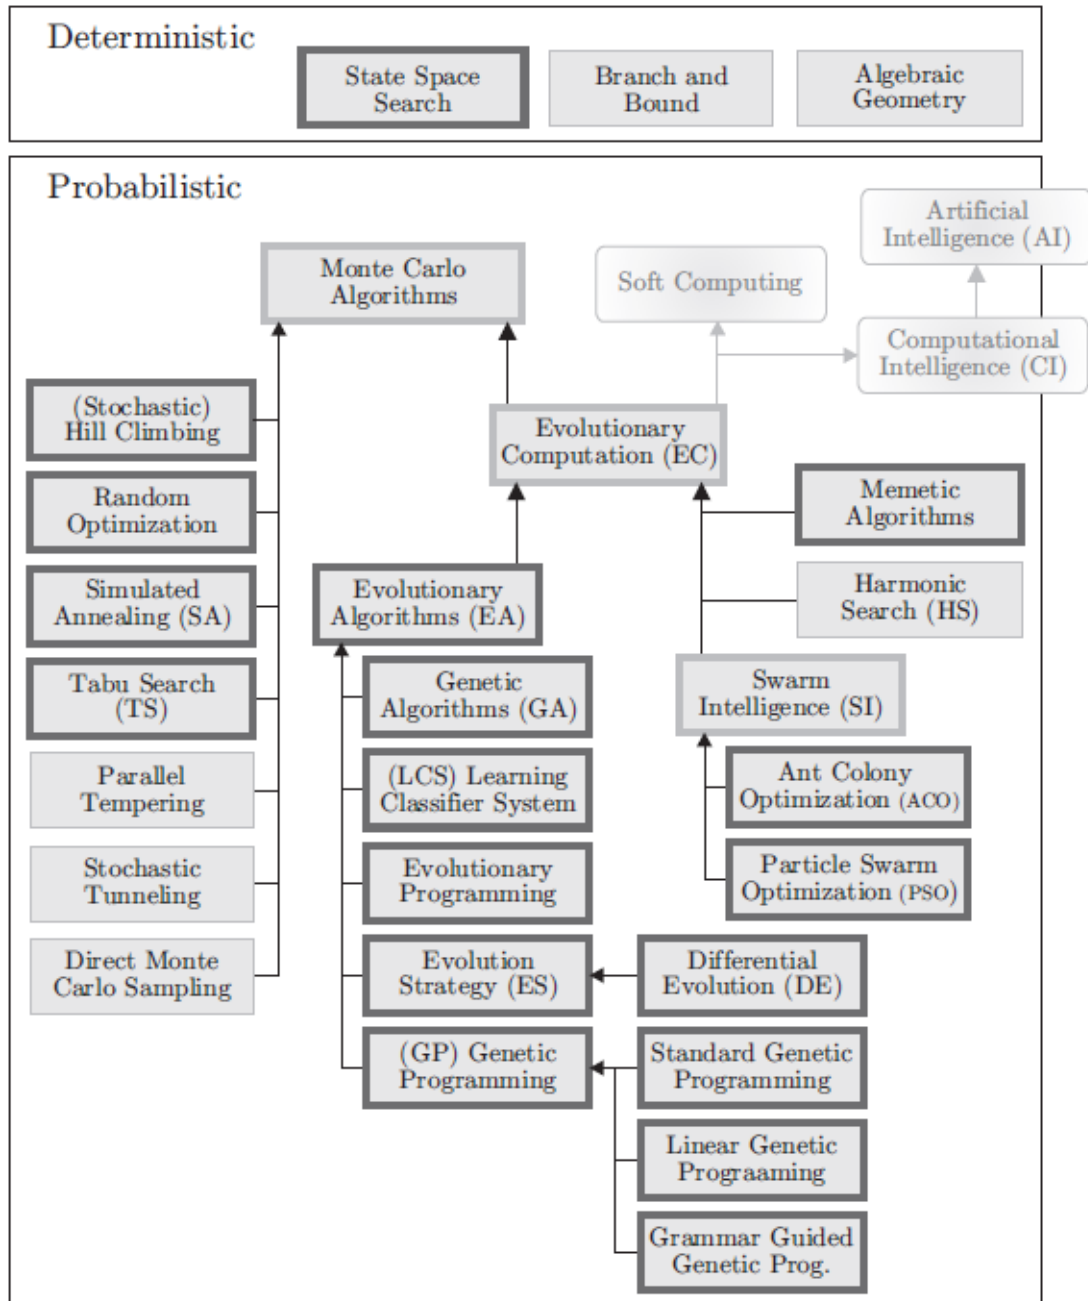 Deterministic
State Space
Search
Branch and
Bound
Algebraic
Geometry
Probabilistic
Artificial
Intelligence (AI)
Monte Carlo
Algorithms
Soft Computing
Computational
Intelligence (CI)
(Stochastic)
Hill Climbing
Evolutionary
Computation (EC)
Random
Optimization
Memetic
Algorithms
Simulated
Annealing (SA)
Evolutionary
Algorithms (EA)
Harmonic
Search (HS)
Tabu Search
(TS)
Genetic
Algorithms (GA)
Swarm
Intelligence (SI)
Parallel
Tempering
(LCS) Learning
Classifier System
Ant Colony
Optimization (ACO)
Stochastic
Tunneling
Evolutionary
Programming
Particle Swarm
Optimization (PSO)
Direct Monte
Carlo Sampling
Evolution
Strategy (ES)
Differential
Evolution (DE)
(GP) Genetic
Programming
Standard Genetic
Programming
Linear Genetic
Prograaming
Grammar Guided
Genetic Prog.